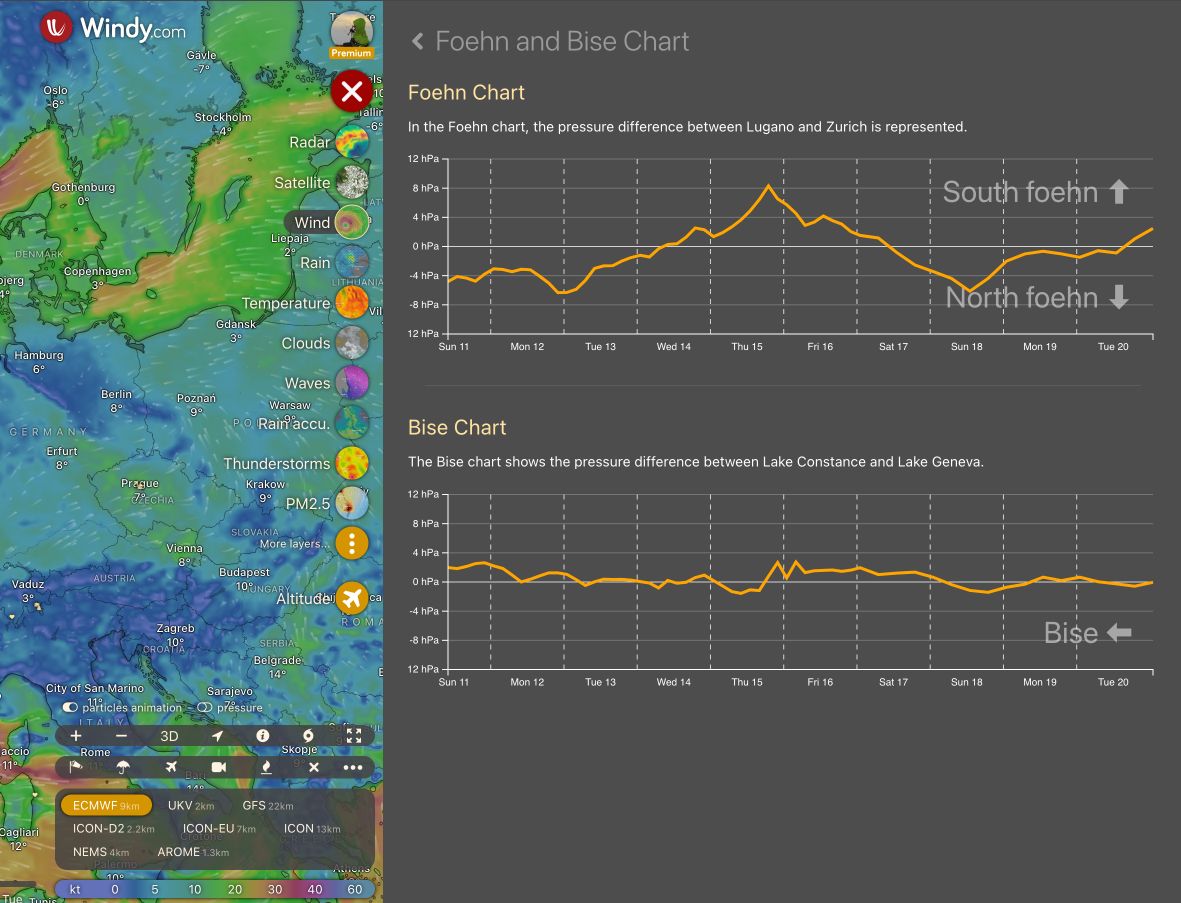 Windy.com
Premium
Gävle
-7°
Oslo
-6°
Stockholm
-4°
-6°
Radar
Satellite
Gothenburg
0°
Wind
Liepaja
2°
DENMARK
Rain
Copenhagen
3°
LITHUANIA
Temperature
Gdansk
3°
Clouds
Hamburg
6°
Waves
Berlin
8°
Poznań
9°
Warsaw
9°
Rain accu.
GERMANY
Erfurt
8°
Thunderstorms
Prague
7°
CZECHIA
Krakow
9°
PM2.5
SLOVAKIA
Vienna
8°
More layers...
Budapest
10°
HUNGARY
AUSTRIA
Vaduz
3°
Altitude
Zagreb
10°
CROATIA
SERBIA
Belgrade
14°
City of San Marino
11°
Sarajevo
7°
particles animation
pressure
ITALY
+ − 3D
Rome
11°
Skopje
9°
Bari
14°
ECMWF 9km UKV 2km GFS 22km
ICON-D2 2.2km ICON-EU 7km ICON 13km
NEMS 4km AROME 1.3km
Cagliari
12°
Palermo
10°
Athens
kt 0 5 10 20 30 40 60
Tue
Tunis
Foehn and Bise Chart
Foehn Chart
In the Foehn chart, the pressure difference between Lugano and Zurich is represented.
12 hPa
8 hPa
South foehn
4 hPa
0 hPa
-4 hPa
-8 hPa
North foehn
12 hPa
Sun 11 Mon 12 Tue 13 Wed 14 Thu 15 Fri 16 Sat 17 Sun 18 Mon 19 Tue 20
Bise Chart
The Bise chart shows the pressure difference between Lake Constance and Lake Geneva.
12 hPa
8 hPa
4 hPa
0 hPa
-4 hPa
-8 hPa
Bise
12 hPa
Sun 11 Mon 12 Tue 13 Wed 14 Thu 15 Fri 16 Sat 17 Sun 18 Mon 19 Tue 20